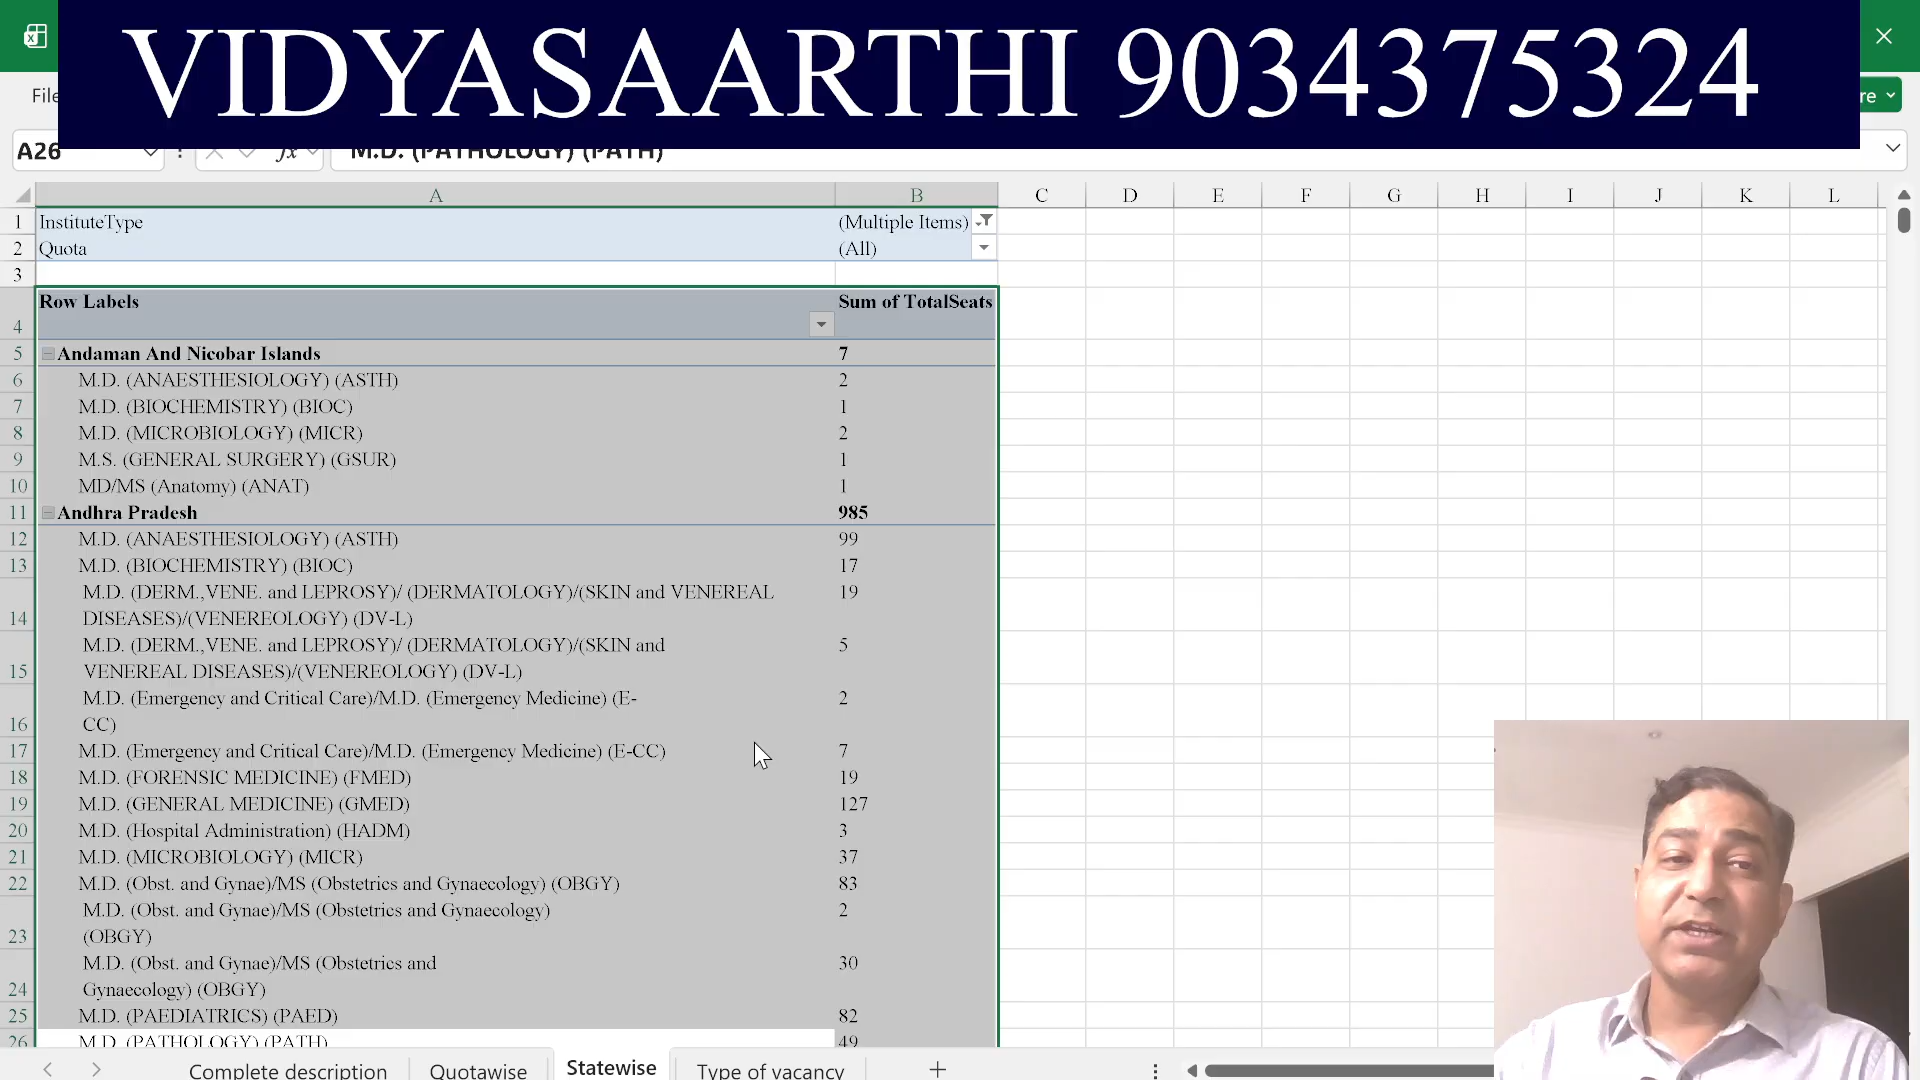 VIDYASAARTHI 9034375324
File
re
A26
fx
M.D. (PATHOLOGY) (PATH)
A B C D E F G H I J K L
1 InstituteType (Multiple Items)
2 Quota (All)
3
4 Row Labels Sum of TotalSeats
5 Andaman And Nicobar Islands 7
6 M.D. (ANAESTHESIOLOGY) (ASTH) 2
7 M.D. (BIOCHEMISTRY) (BIOC) 1
8 M.D. (MICROBIOLOGY) (MICR) 2
9 M.S. (GENERAL SURGERY) (GSUR) 1
10 MD/MS (Anatomy) (ANAT) 1
11 Andhra Pradesh 985
12 M.D. (ANAESTHESIOLOGY) (ASTH) 99
13 M.D. (BIOCHEMISTRY) (BIOC) 17
M.D. (DERM.,VENE. and LEPROSY)/ (DERMATOLOGY)/(SKIN and VENEREAL 19
14 DISEASES)/(VENEREOLOGY) (DV-L)
M.D. (DERM.,VENE. and LEPROSY)/ (DERMATOLOGY)/(SKIN and 5
15 VENEREAL DISEASES)/(VENEREOLOGY) (DV-L)
M.D. (Emergency and Critical Care)/M.D. (Emergency Medicine) (E- 2
16 CC)
17 M.D. (Emergency and Critical Care)/M.D. (Emergency Medicine) (E-CC) 7
18 M.D. (FORENSIC MEDICINE) (FMED) 19
19 M.D. (GENERAL MEDICINE) (GMED) 127
20 M.D. (Hospital Administration) (HADM) 3
21 M.D. (MICROBIOLOGY) (MICR) 37
22 M.D. (Obst. and Gynae)/MS (Obstetrics and Gynaecology) (OBGY) 83
M.D. (Obst. and Gynae)/MS (Obstetrics and Gynaecology) 2
23 (OBGY)
M.D. (Obst. and Gynae)/MS (Obstetrics and 30
24 Gynaecology) (OBGY)
25 M.D. (PAEDIATRICS) (PAED) 82
26 M.D. (PATHOLOGY) (PATH) 49
Complete description Quotawise Statewise Type of vacancy